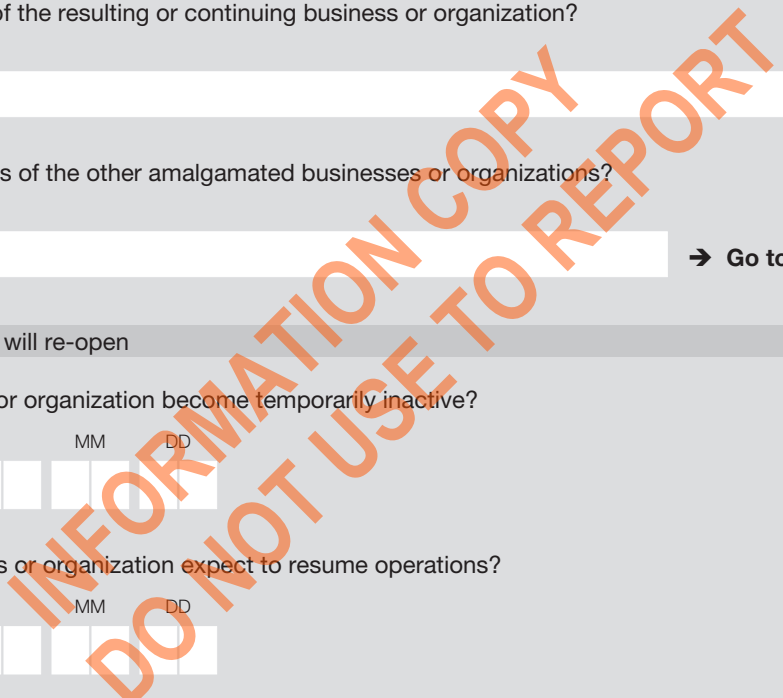 of the resulting or continuing business or organization?
s of the other amalgamated businesses or organizations?
➔ Go to
will re-open
or organization become temporarily inactive?
MM DD
s or organization expect to resume operations?
MM DD
INFORMATION COPY
DO NOT USE TO REPORT